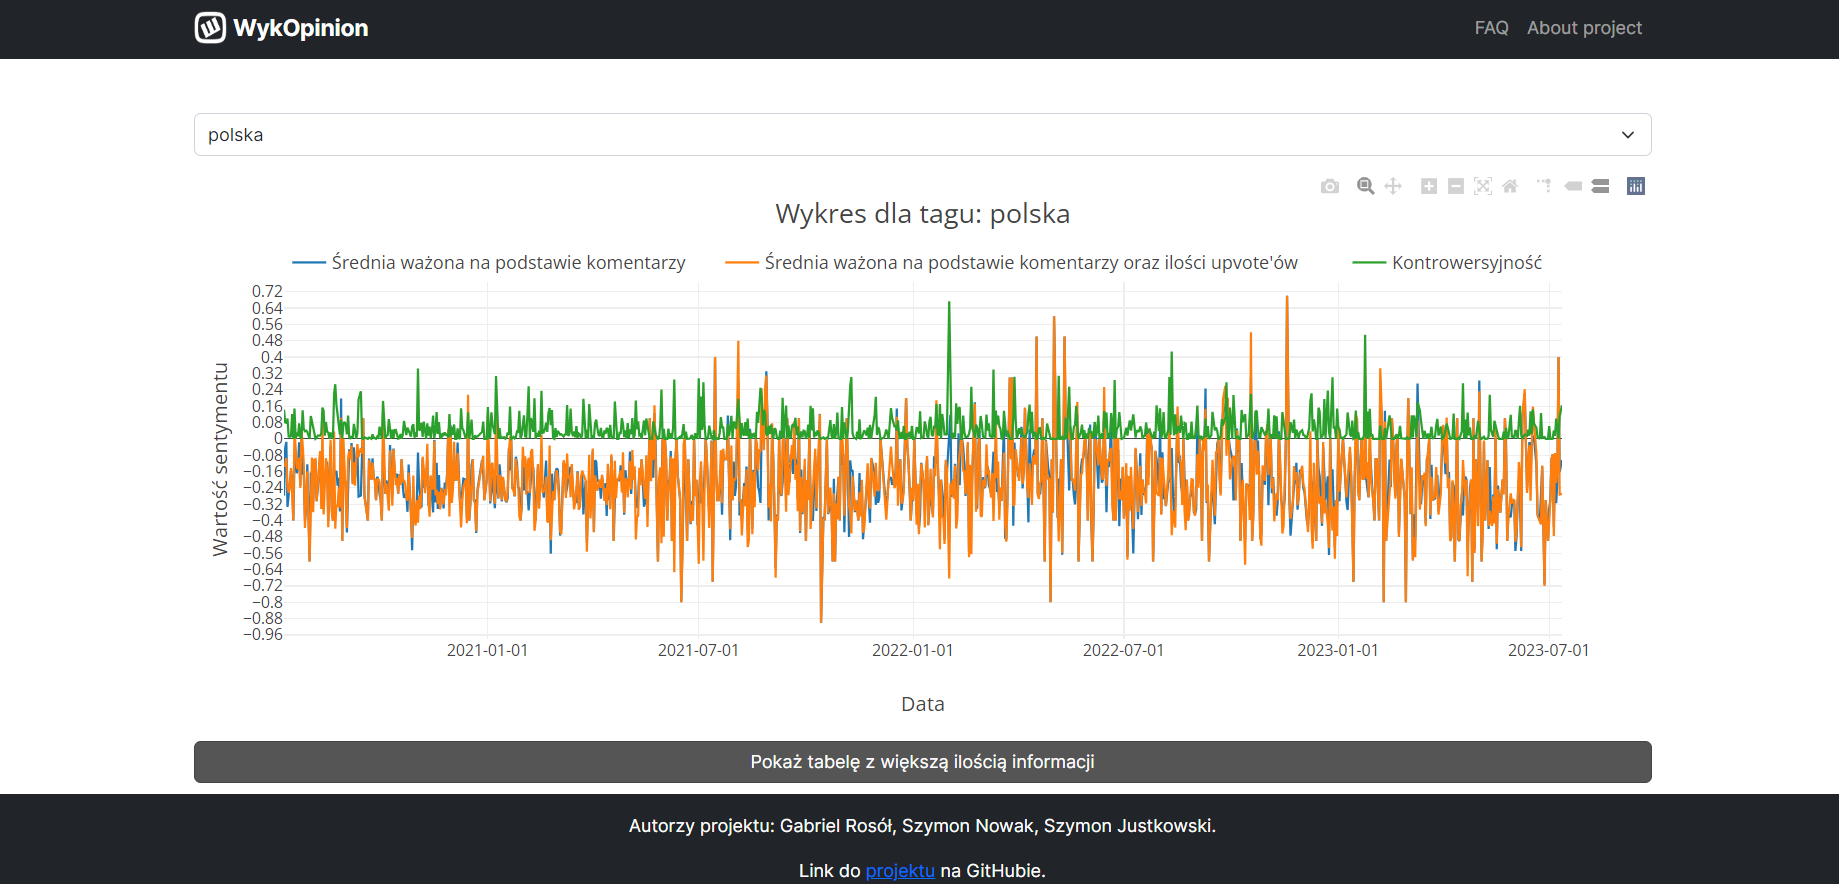 WykOpinion
FAQ About project
polska
Wykres dla tagu: polska
Średnia ważona na podstawie komentarzy
Średnia ważona na podstawie komentarzy oraz ilości upvote'ów
Kontrowersyjność
Wartość sentymentu
0.72
0.64
0.56
0.48
0.4
0.32
0.24
0.16
0.08
0
−0.08
−0.16
−0.24
−0.32
−0.4
−0.48
−0.56
−0.64
−0.72
−0.8
−0.88
−0.96
2021-01-01 2021-07-01 2022-01-01 2022-07-01 2023-01-01 2023-07-01
Data
Pokaż tabelę z większą ilością informacji
Autorzy projektu: Gabriel Rosół, Szymon Nowak, Szymon Justkowski.
Link do projektu na GitHubie.